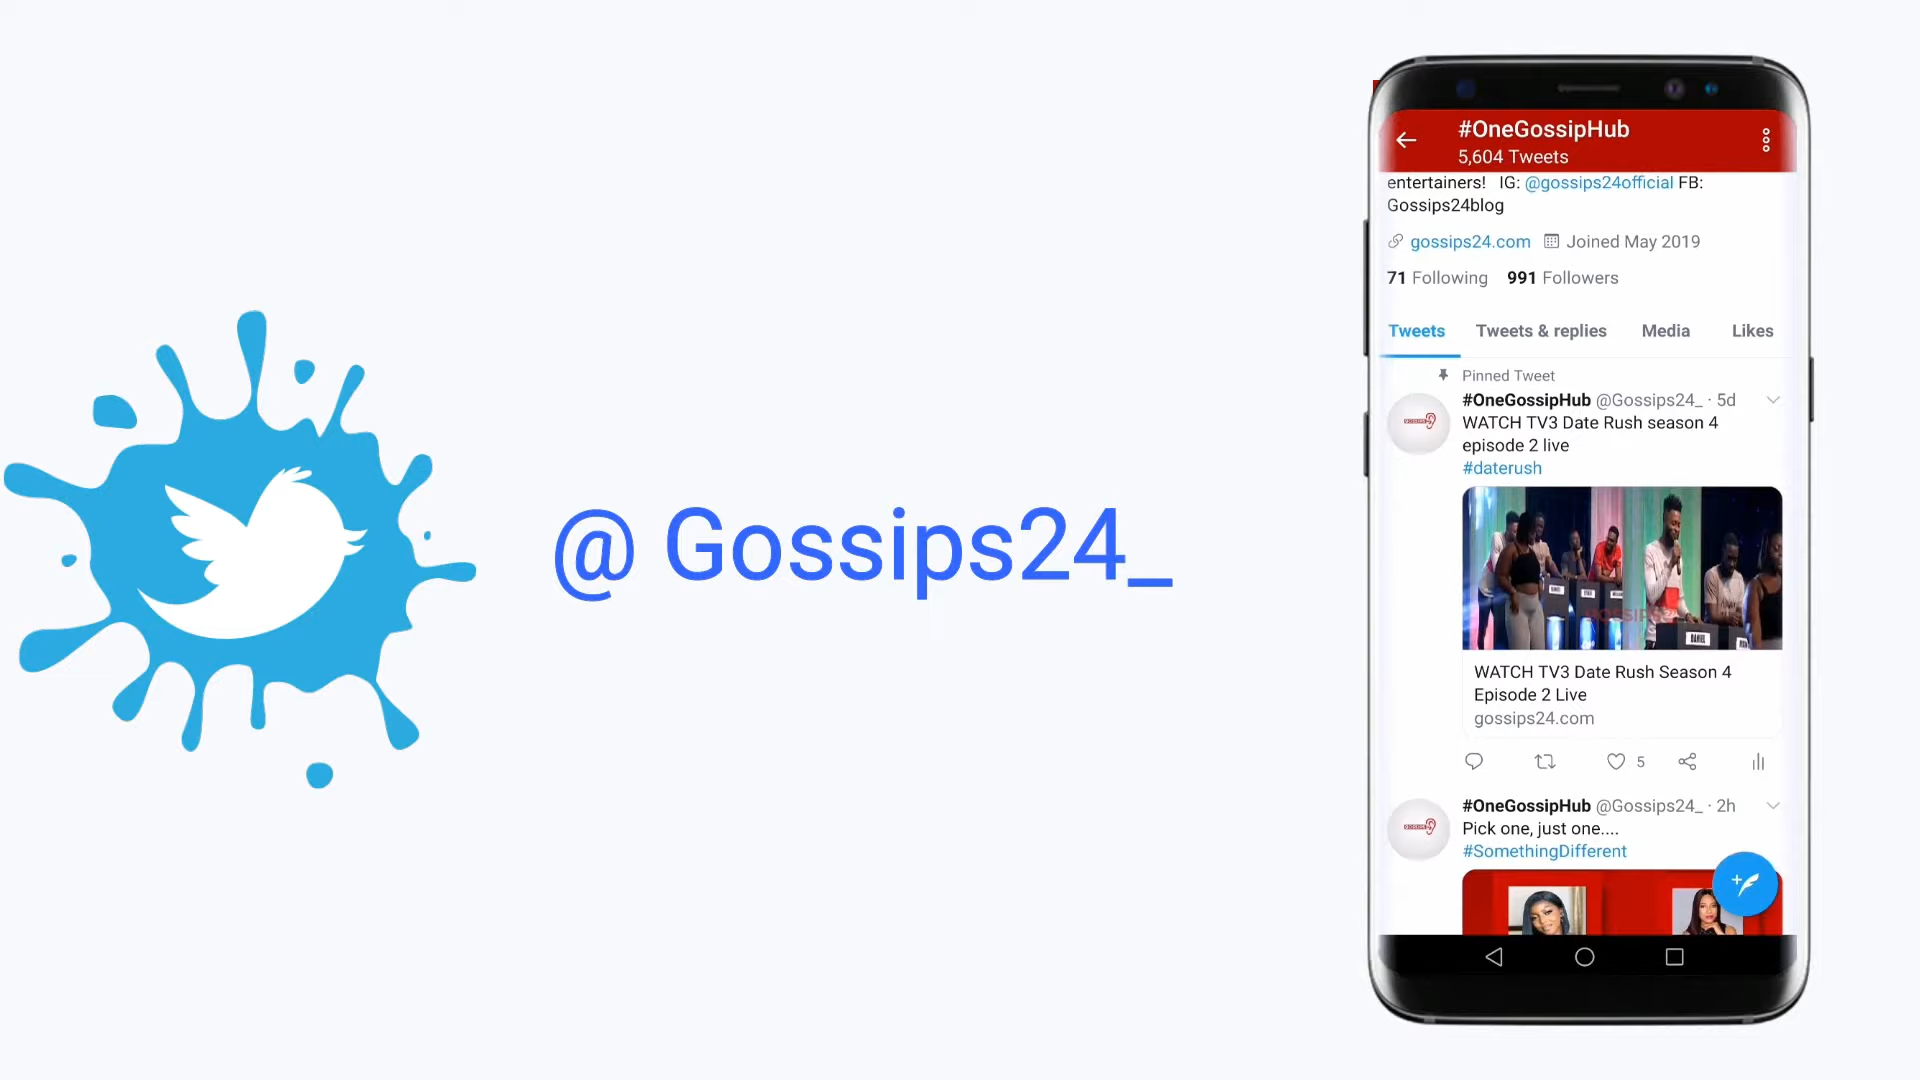 @ Gossips24_
#OneGossipHub
5,604 Tweets
entertainers! IG: @gossips24official FB:
Gossips24blog
gossips24.com Joined May 2019
71 Following 991 Followers
Tweets Tweets & replies Media Likes
Pinned Tweet
#OneGossipHub @Gossips24_ · 5d
WATCH TV3 Date Rush season 4
episode 2 live
#daterush
DANIEL
WATCH TV3 Date Rush Season 4
Episode 2 Live
gossips24.com
5
#OneGossipHub @Gossips24_ · 2h
Pick one, just one....
#SomethingDifferent